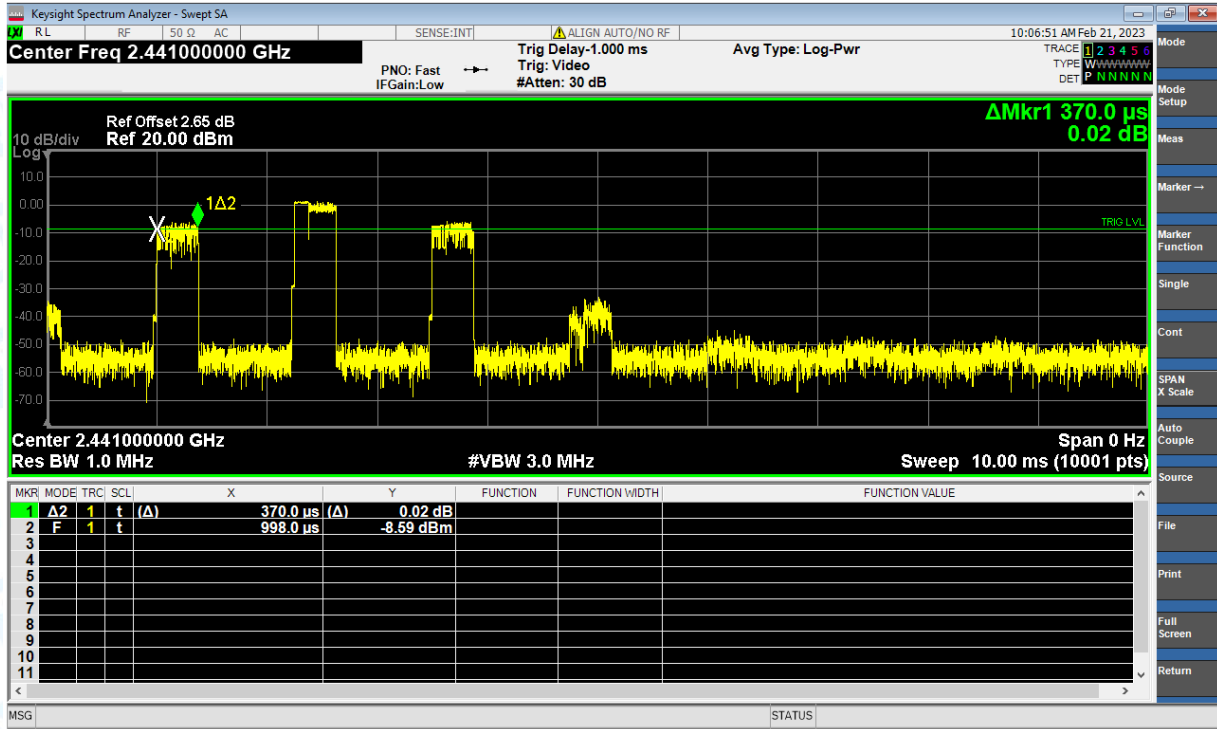 Keysight Spectrum Analyzer - Swept SA
LXI RL RF 50 Ω AC SENSE:INT ALIGN AUTO/NO RF 10:06:51 AM Feb 21, 2023
Center Freq 2.441000000 GHz
PNO: Fast
IFGain:Low
Trig Delay-1.000 ms
Trig: Video
#Atten: 30 dB
Avg Type: Log-Pwr
TRACE 1 2 3 4 5 6
TYPE WWWWWWW
DET P N N N N N
Ref Offset 2.65 dB
10 dB/div Ref 20.00 dBm
Log
ΔMkr1 370.0 µs
0.02 dB
10.0
0.00
-10.0
-20.0
-30.0
-40.0
-50.0
-60.0
-70.0
1Δ2
TRIG LVL
Center 2.441000000 GHz Span 0 Hz
Res BW 1.0 MHz #VBW 3.0 MHz Sweep 10.00 ms (10001 pts)
MKR MODE TRC SCL X Y FUNCTION FUNCTION WIDTH FUNCTION VALUE
1 Δ2 1 t (Δ) 370.0 µs (Δ) 0.02 dB
2 F 1 t 998.0 µs -8.59 dBm
3
4
5
6
7
8
9
10
11
MSG STATUS
Mode
Mode Setup
Meas
Marker →
Marker Function
Single
Cont
SPAN X Scale
Auto Couple
Source
File
Print
Full Screen
Return